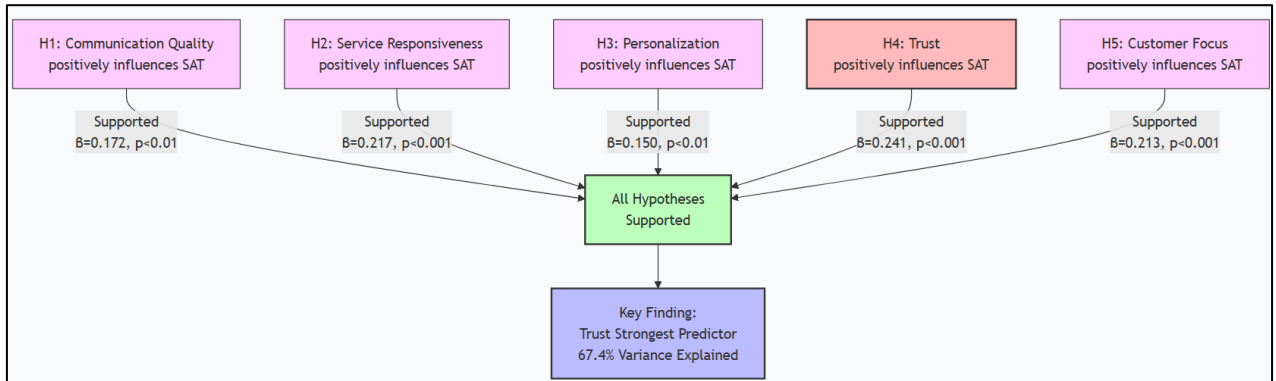 H1: Communication Quality
positively influences SAT
H2: Service Responsiveness
positively influences SAT
H3: Personalization
positively influences SAT
H4: Trust
positively influences SAT
H5: Customer Focus
positively influences SAT
Supported
β=0.172, p<0.01
Supported
β=0.217, p<0.001
Supported
β=0.150, p<0.01
Supported
β=0.241, p<0.001
Supported
β=0.213, p<0.001
All Hypotheses
Supported
Key Finding:
Trust Strongest Predictor
67.4% Variance Explained